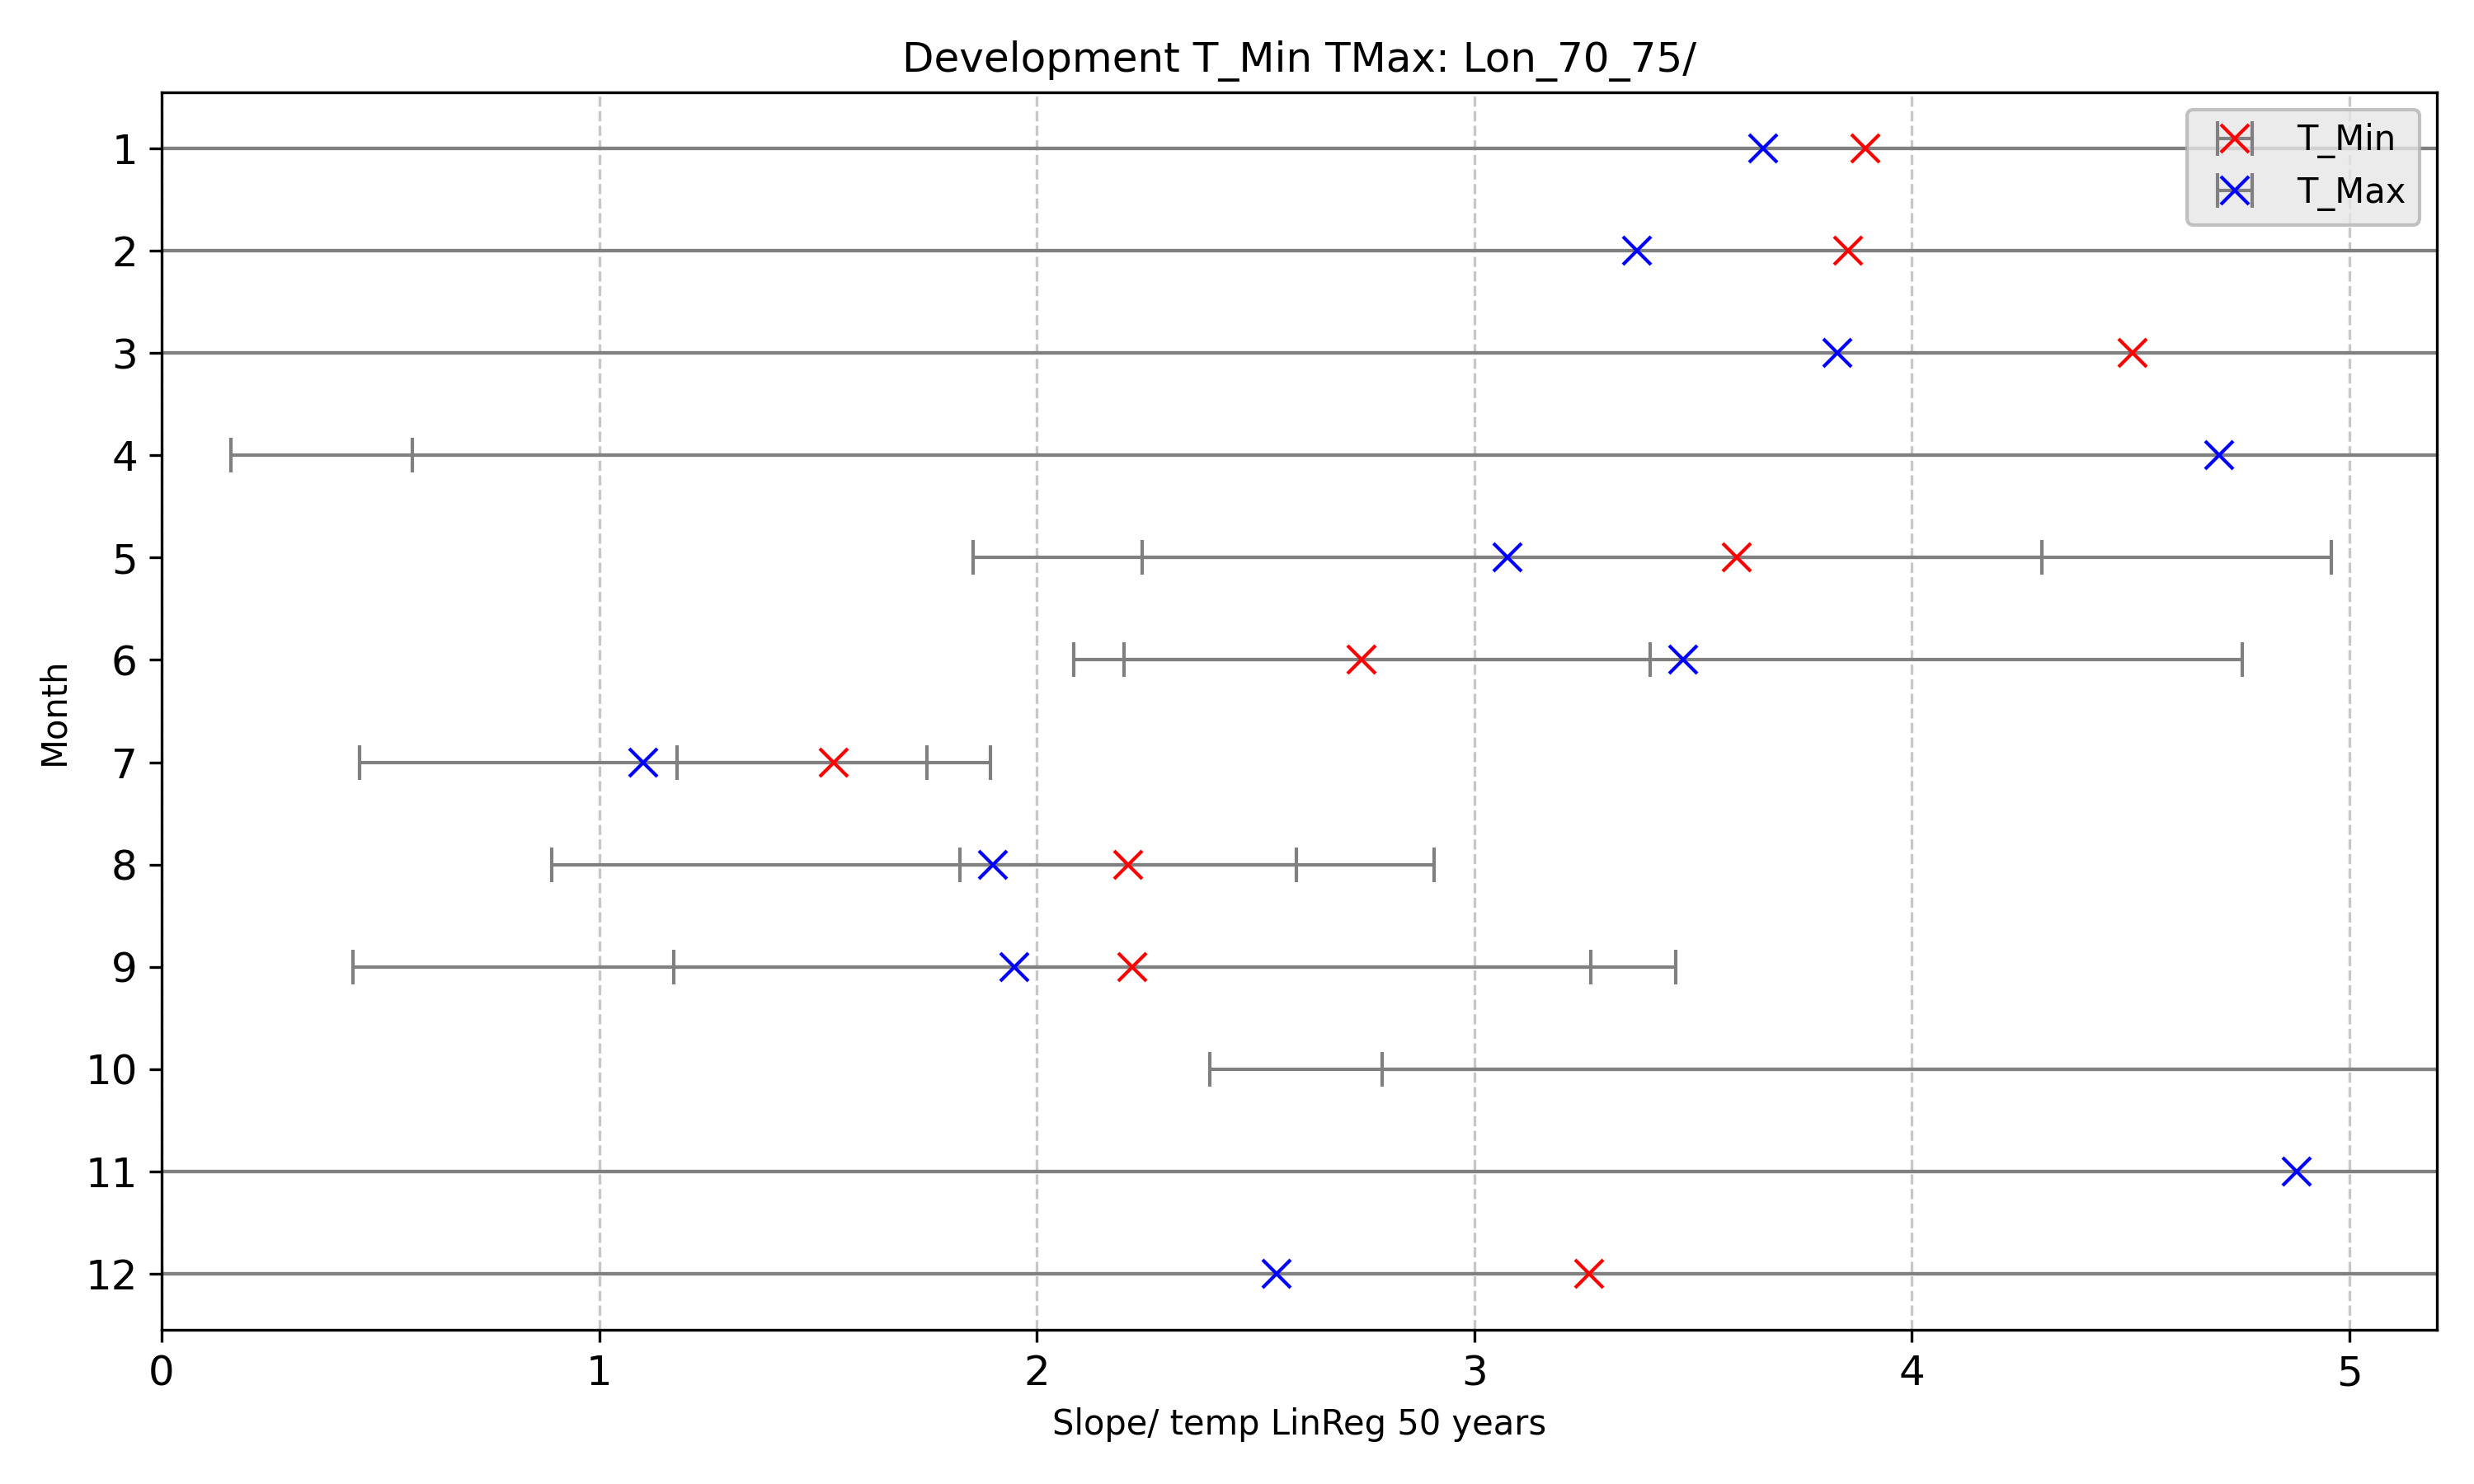 Development T_Min TMax: Lon_70_75/
T_Min
T_Max
1
2
3
4
5
6
7
8
9
10
11
12
Month
0 1 2 3 4 5
Slope/ temp LinReg 50 years